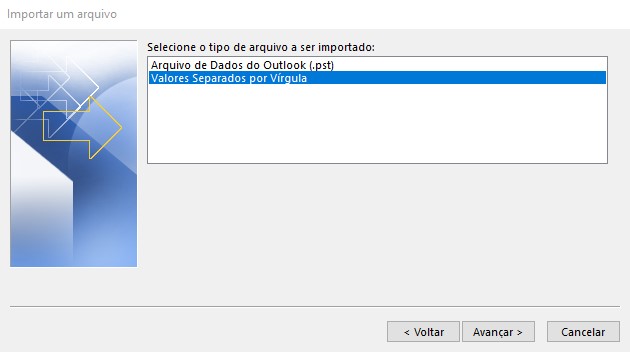 Importar um arquivo
Selecione o tipo de arquivo a ser importado:
Arquivo de Dados do Outlook (.pst)
Valores Separados por Vírgula
< Voltar
Avançar >
Cancelar